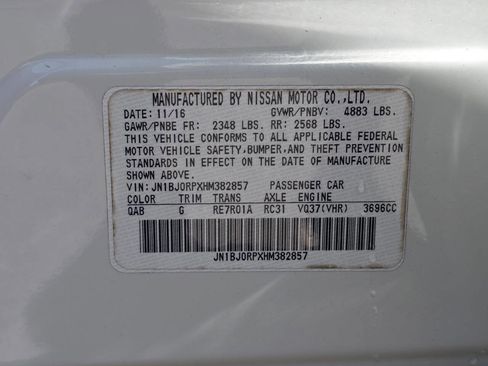 MANUFACTURED BY NISSAN MOTOR CO.,LTD.
DATE: 11/16 GVWR/PNBV: 4883 LBS.
GAWR/PNBE FR: 2348 LBS. RR: 2568 LBS.
THIS VEHICLE CONFORMS TO ALL APPLICABLE FEDERAL
MOTOR VEHICLE SAFETY,BUMPER,AND THEFT PREVENTION
STANDARDS IN EFFECT ON THE DATE OF MANUFACTURE
SHOWN ABOVE.
VIN: JN1BJ0RPXHM382857 PASSENGER CAR
COLOR TRIM TRANS AXLE ENGINE
QAB G RE7R01A RC31 VQ37(VHR) 3696CC
JN1BJ0RPXHM382857